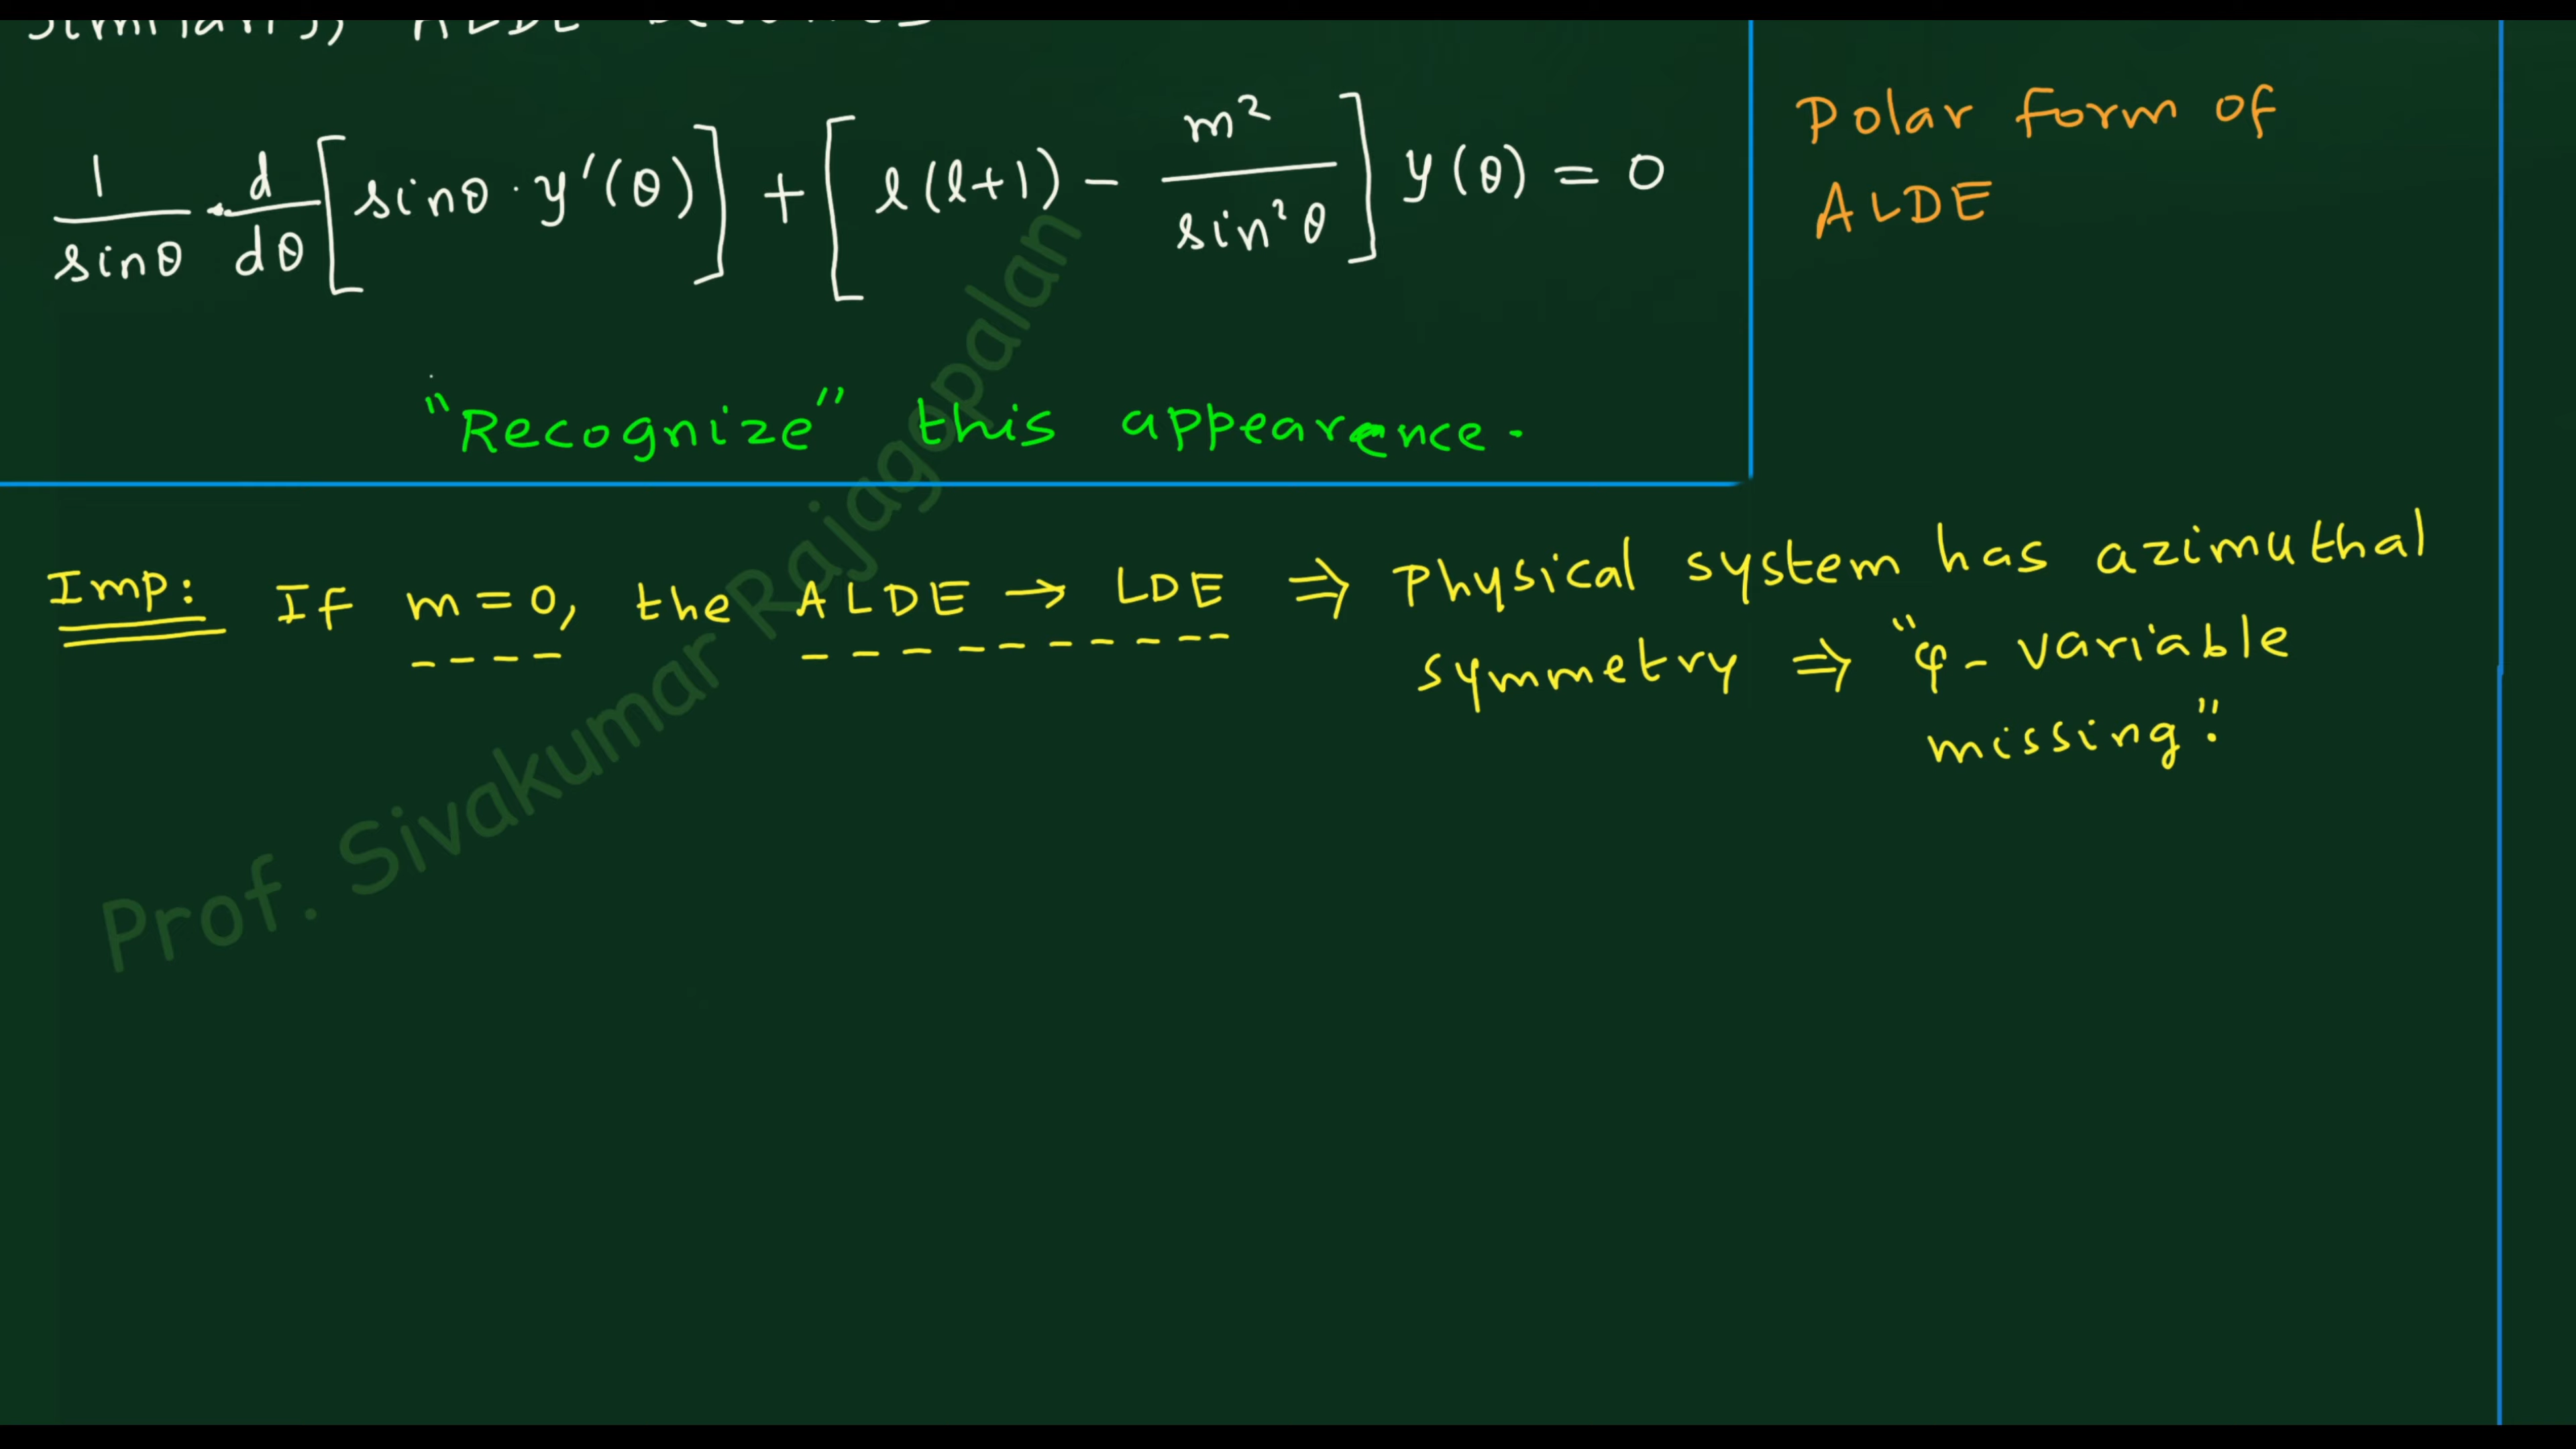 ALDE
1/sinθ · d/dθ [sinθ · y'(θ)] + [l(l+1) - m²/sin²θ] y(θ) = 0
Polar form of
ALDE
"Recognize" this appearence.
Imp: If m = 0, the ALDE → LDE ⇒ Physical system has azimuthal
symmetry ⇒ "φ - variable
missing".
Prof. Sivakumar Rajagopalan